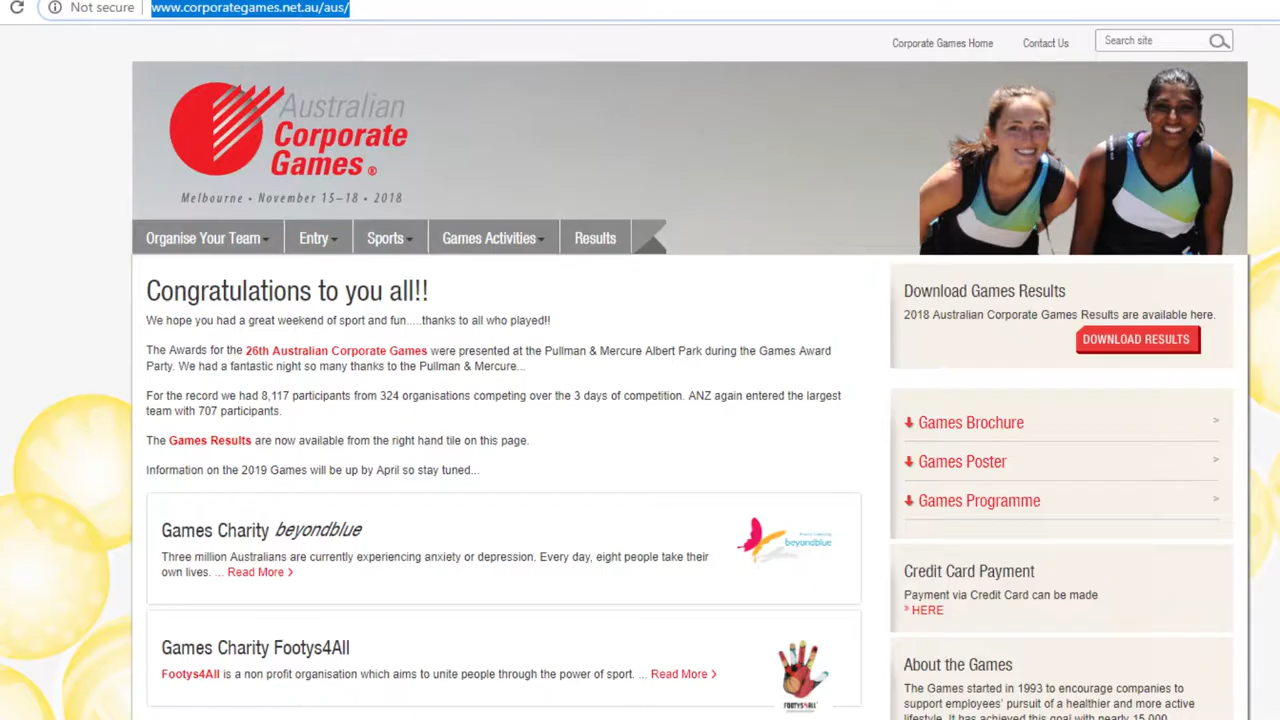 Not secure
www.corporategames.net.au/aus/
Corporate Games Home
Contact Us
Search site
Australian
Corporate
Games ®
Melbourne • November 15–18 • 2018
Organise Your Team
Entry
Sports
Games Activities
Results
Congratulations to you all!!
We hope you had a great weekend of sport and fun.....thanks to all who played!!
The Awards for the 26th Australian Corporate Games were presented at the Pullman & Mercure Albert Park during the Games Award
Party. We had a fantastic night so many thanks to the Pullman & Mercure...
For the record we had 8,117 participants from 324 organisations competing over the 3 days of competition. ANZ again entered the largest
team with 707 participants.
The Games Results are now available from the right hand tile on this page.
Information on the 2019 Games will be up by April so stay tuned...
Games Charity beyondblue
Three million Australians are currently experiencing anxiety or depression. Every day, eight people take their
own lives. ... Read More >
beyondblue
Games Charity Footys4All
Footys4All is a non profit organisation which aims to unite people through the power of sport. ... Read More >
FOOTYS4ALL
Download Games Results
2018 Australian Corporate Games Results are available here.
DOWNLOAD RESULTS
Games Brochure >
Games Poster >
Games Programme >
Credit Card Payment
Payment via Credit Card can be made
» HERE
About the Games
The Games started in 1993 to encourage companies to
support employees' pursuit of a healthier and more active
lifestyle. It has achieved this goal with nearly 15,000